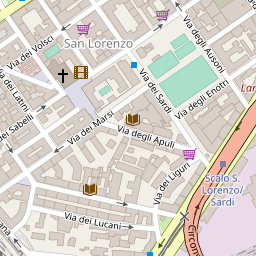 Via dei Volsci
San Lorenzo
Via degli Ausoni
Via dei Latini
Via dei Sardi
Via degli Enotri
Via dei Sabelli
Via dei Marsi
Via degli Apuli
Scalo S.
Lorenzo/
Sardi
Via dei Liguri
Via dei Lucani